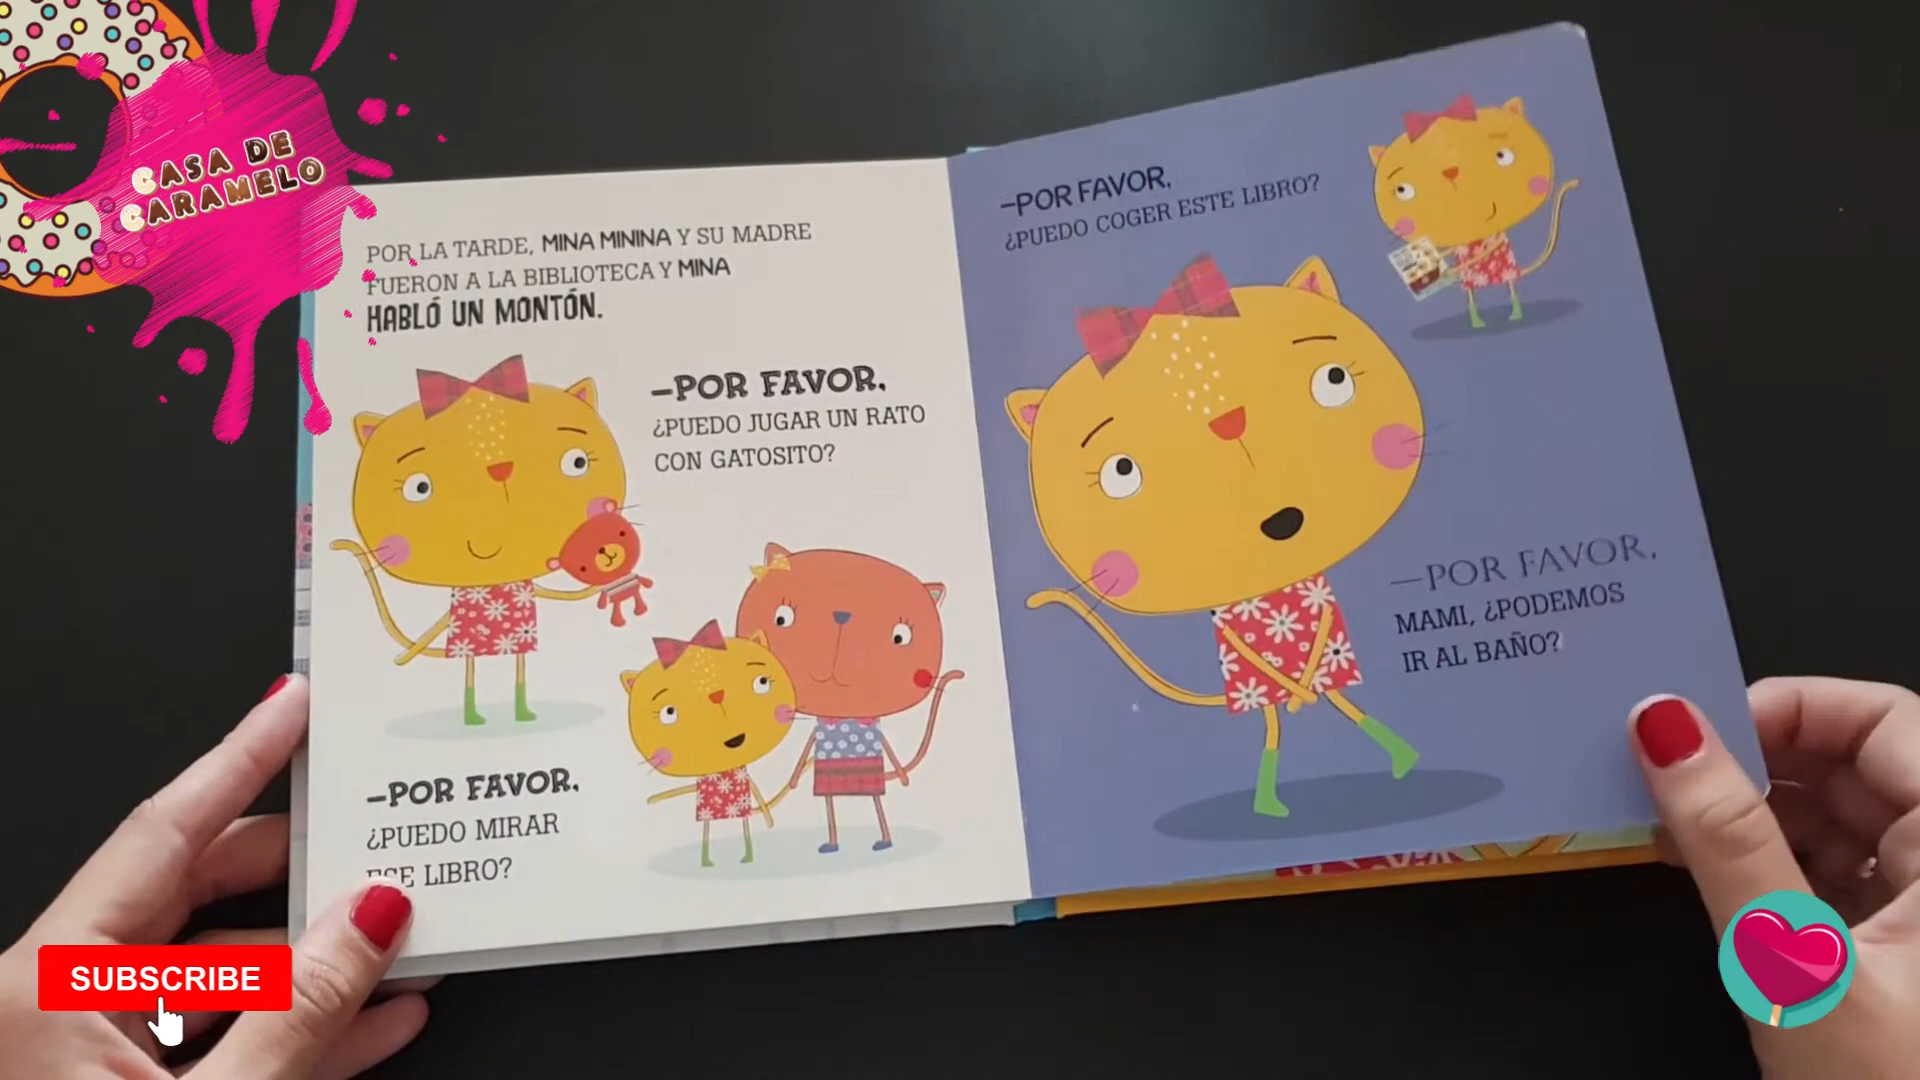 CASA DE
CARAMELO
POR LA TARDE, MINA MININA Y SU MADRE
FUERON A LA BIBLIOTECA Y MINA
HABLÓ UN MONTÓN.
—POR FAVOR,
¿PUEDO JUGAR UN RATO
CON GATOSITO?
—POR FAVOR,
¿PUEDO MIRAR
ESE LIBRO?
—POR FAVOR,
¿PUEDO COGER ESTE LIBRO?
—POR FAVOR,
MAMI, ¿PODEMOS
IR AL BAÑO?
SUBSCRIBE